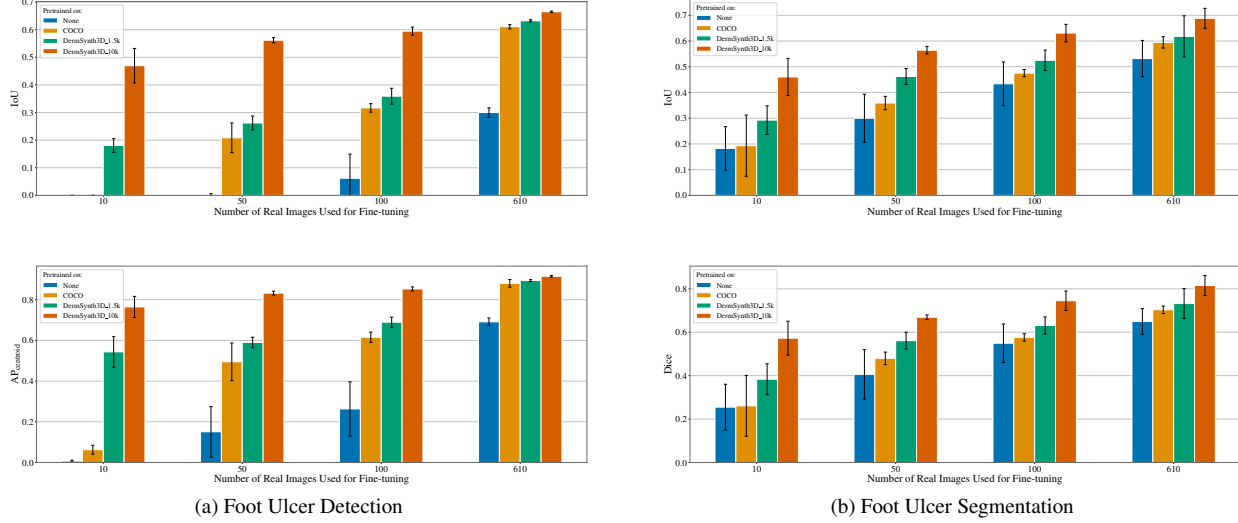 0.7
0.6
0.5
0.4
0.3
0.2
0.1
0.0
IoU
Pretrained on:
None
COCO
DermSynth3D_1.5k
DermSynth3D_10k
10
50
100
610
Number of Real Images Used for Fine-tuning
0.7
0.6
0.5
0.4
0.3
0.2
0.1
0.0
IoU
Pretrained on:
None
COCO
DermSynth3D_1.5k
DermSynth3D_10k
10
50
100
610
Number of Real Images Used for Fine-tuning
0.8
0.6
0.4
0.2
0.0
APcentroid
Pretrained on:
None
COCO
DermSynth3D_1.5k
DermSynth3D_10k
10
50
100
610
Number of Real Images Used for Fine-tuning
(a) Foot Ulcer Detection
0.8
0.6
0.4
0.2
0.0
Dice
Pretrained on:
None
COCO
DermSynth3D_1.5k
DermSynth3D_10k
10
50
100
610
Number of Real Images Used for Fine-tuning
(b) Foot Ulcer Segmentation